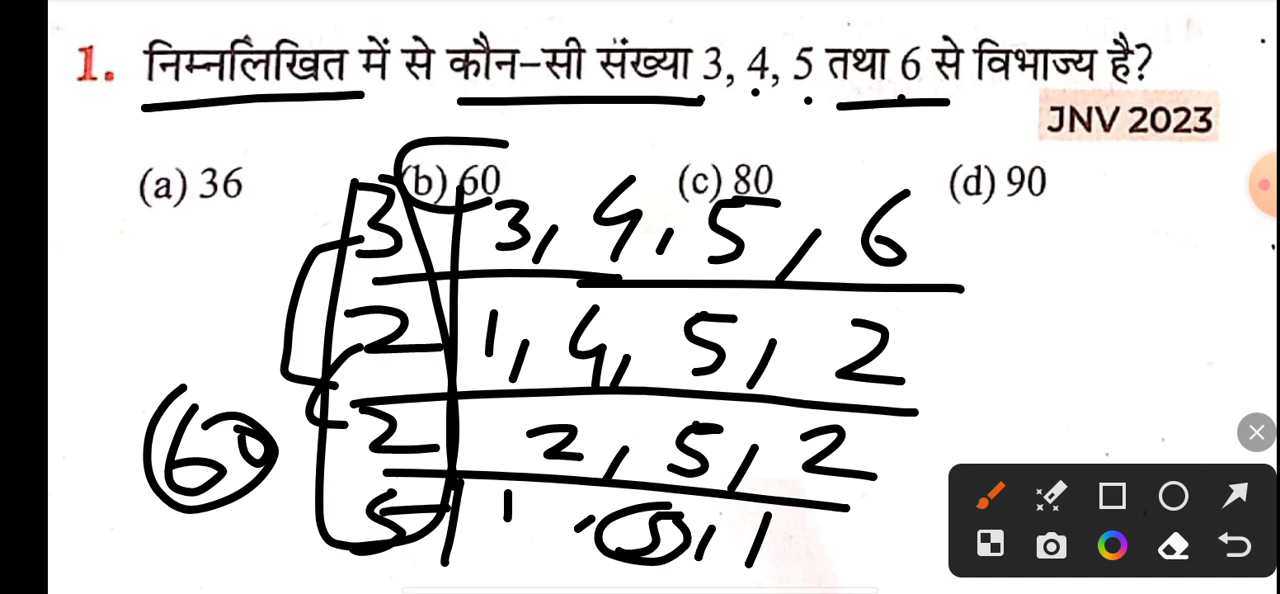 1. निम्नलिखित में से कौन-सी संख्या 3, 4, 5 तथा 6 से विभाज्य है?
JNV 2023
(a) 36 (b) 60 (c) 80 (d) 90
3 3, 4, 5, 6
2 1, 4, 5, 2
2 2, 5, 2
60
5 1, 5, 1